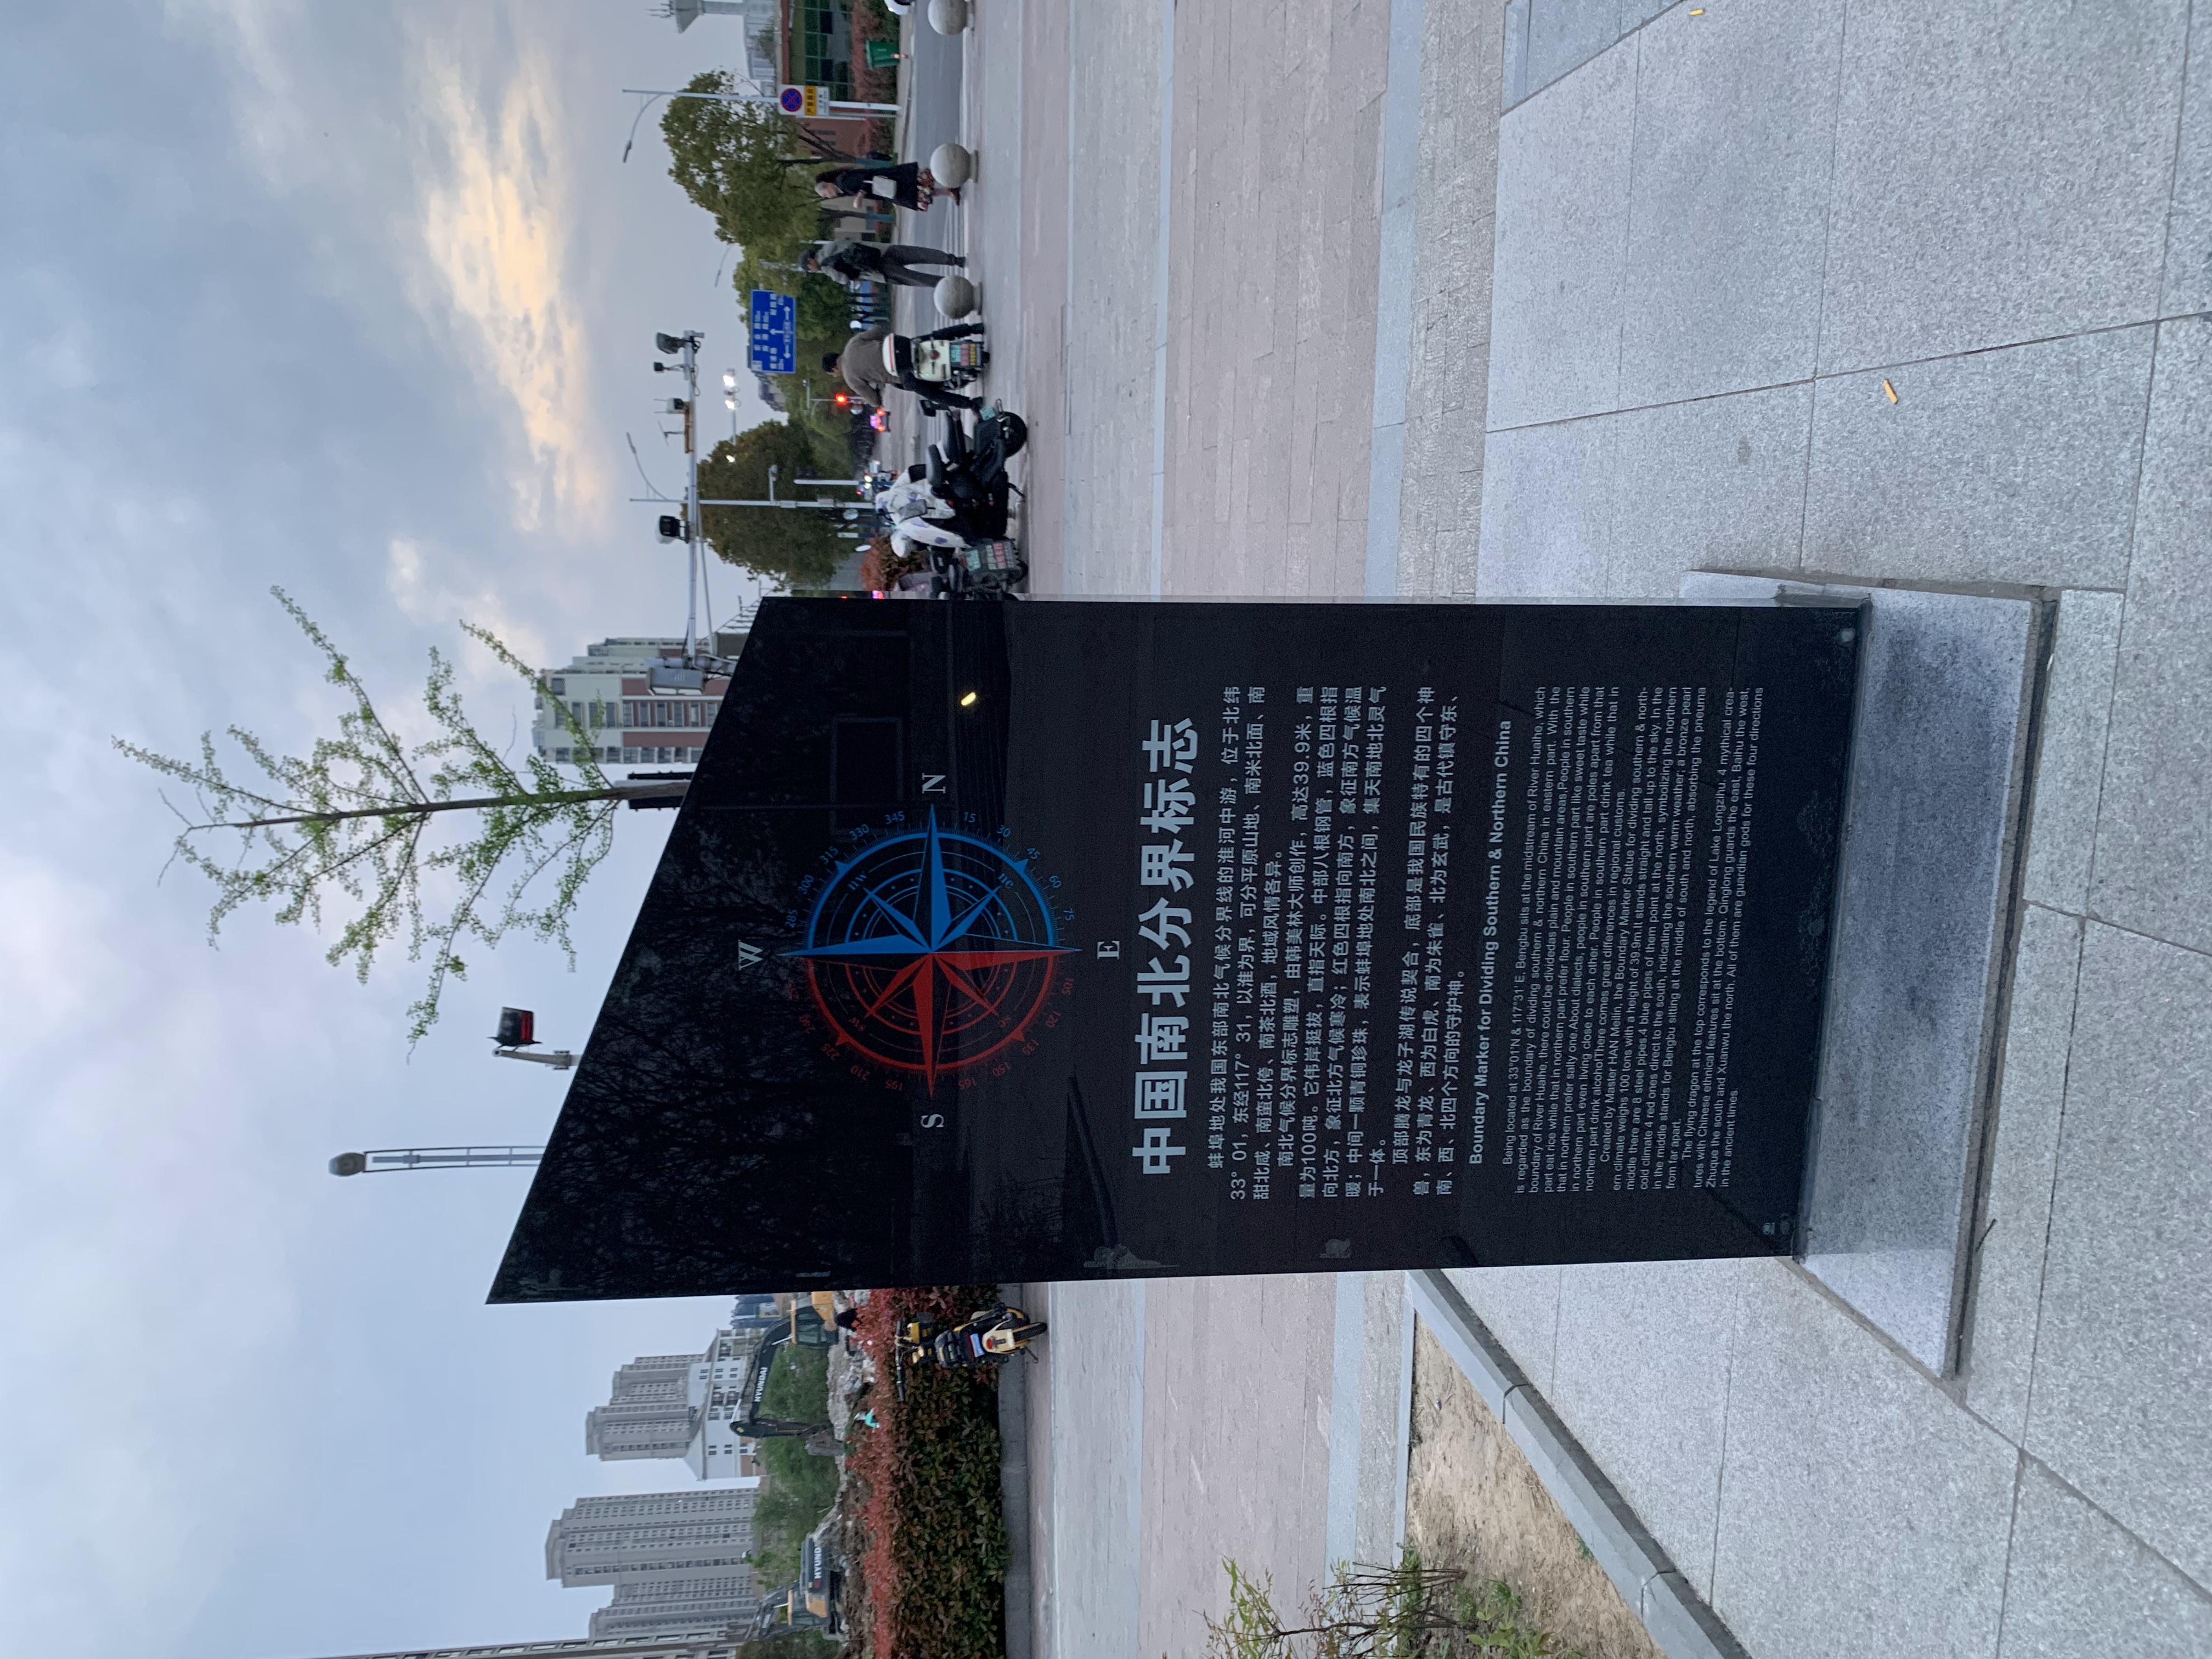 HYUNDAI
HYUND
W
285
300
315
330
345
NW
SW
225
210
195
S
N
165
150
135
120
105
15
30
45
60
75
E
中国南北分界标志
蚌埠地处我国东部南北气候分界线的淮河中游，位于北纬
33°01，东经117°31，以淮为界，可分平原山地、南米北面、南
甜北咸、南蛮北侉、南茶北酒，地域风情各异。
南北气候分界标志雕塑，由韩美林大师创作，高达39.9米，重
量为100吨。它伟岸挺拔，直指天际。中部八根钢管，蓝色四根指
向北方，象征北方气候寒冷；红色四根指向南方，象征南方气候温
暖；中间一颗青铜珍珠，表示蚌埠地处南北之间，集天南地北灵气
于一体。
顶部腾龙与龙子湖传说契合，底部是我国民族特有的四个神
兽，东为青龙、西为白虎、南为朱雀、北为玄武，是古代镇守东、
南、西、北四个方向的守护神。
Boundary Marker for Dividing Southern & Northern China
Being located at 33°01'N & 117°31' E, Bengbu sits at the midstream of River Huaihe, which
is regarded as the boundary of dividing southern & northern China in eastern part. With the
boundary of River Huaihe, there could be dividedas plain and mountain areas,People in southern
part eat rice while that in northern part prefer flour. People in southern part like sweet taste while
that in northern prefer salty one.About dialects, people in southern part are poles apart from that
in northern part even living close to each other. People in southern part drink tea while that in
northern part drink alcohol!There comes great differences in regional customs.
Created by Master HAN Meilin, the Boundary Marker Statue for dividing southern & north-
ern climate weighs 100 tons with a height of 39.9m.It stands straight and tall up to the sky. In the
middle there are 8 steel pipes.4 blue pipes of them point at the north, symbolizing the northern
cold climate 4 red ones direct to the south, indicating the southern warm weather; a bronze pearl
in the middle stands for Bengbu sitting at the middle of south and north, absorbing the pneuma
from far apart.
The flying dragon at the top corresponds to the legend of Lake Longzihu. 4 mythical crea-
tures with Chinese ethnical features sit at the bottom. Qinglong guards the east, Baihu the west,
Zhuque the south and Xuanwu the north. All of them are guardian gods for these four directions
in the ancient times.